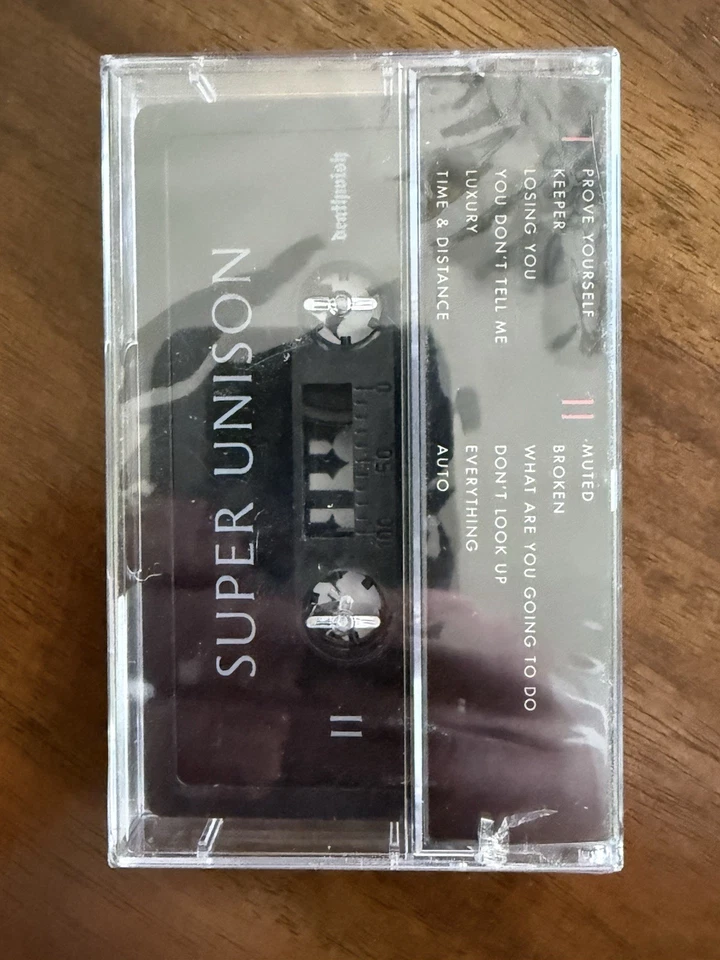 I
PROVE YOURSELF
KEEPER
LOSING YOU
YOU DON'T TELL ME
LUXURY
TIME & DISTANCE
II
MUTED
BROKEN
WHAT ARE YOU GOING TO DO
DON'T LOOK UP
EVERYTHING
AUTO
deathwish
0 50 100
II
SUPER UNISON